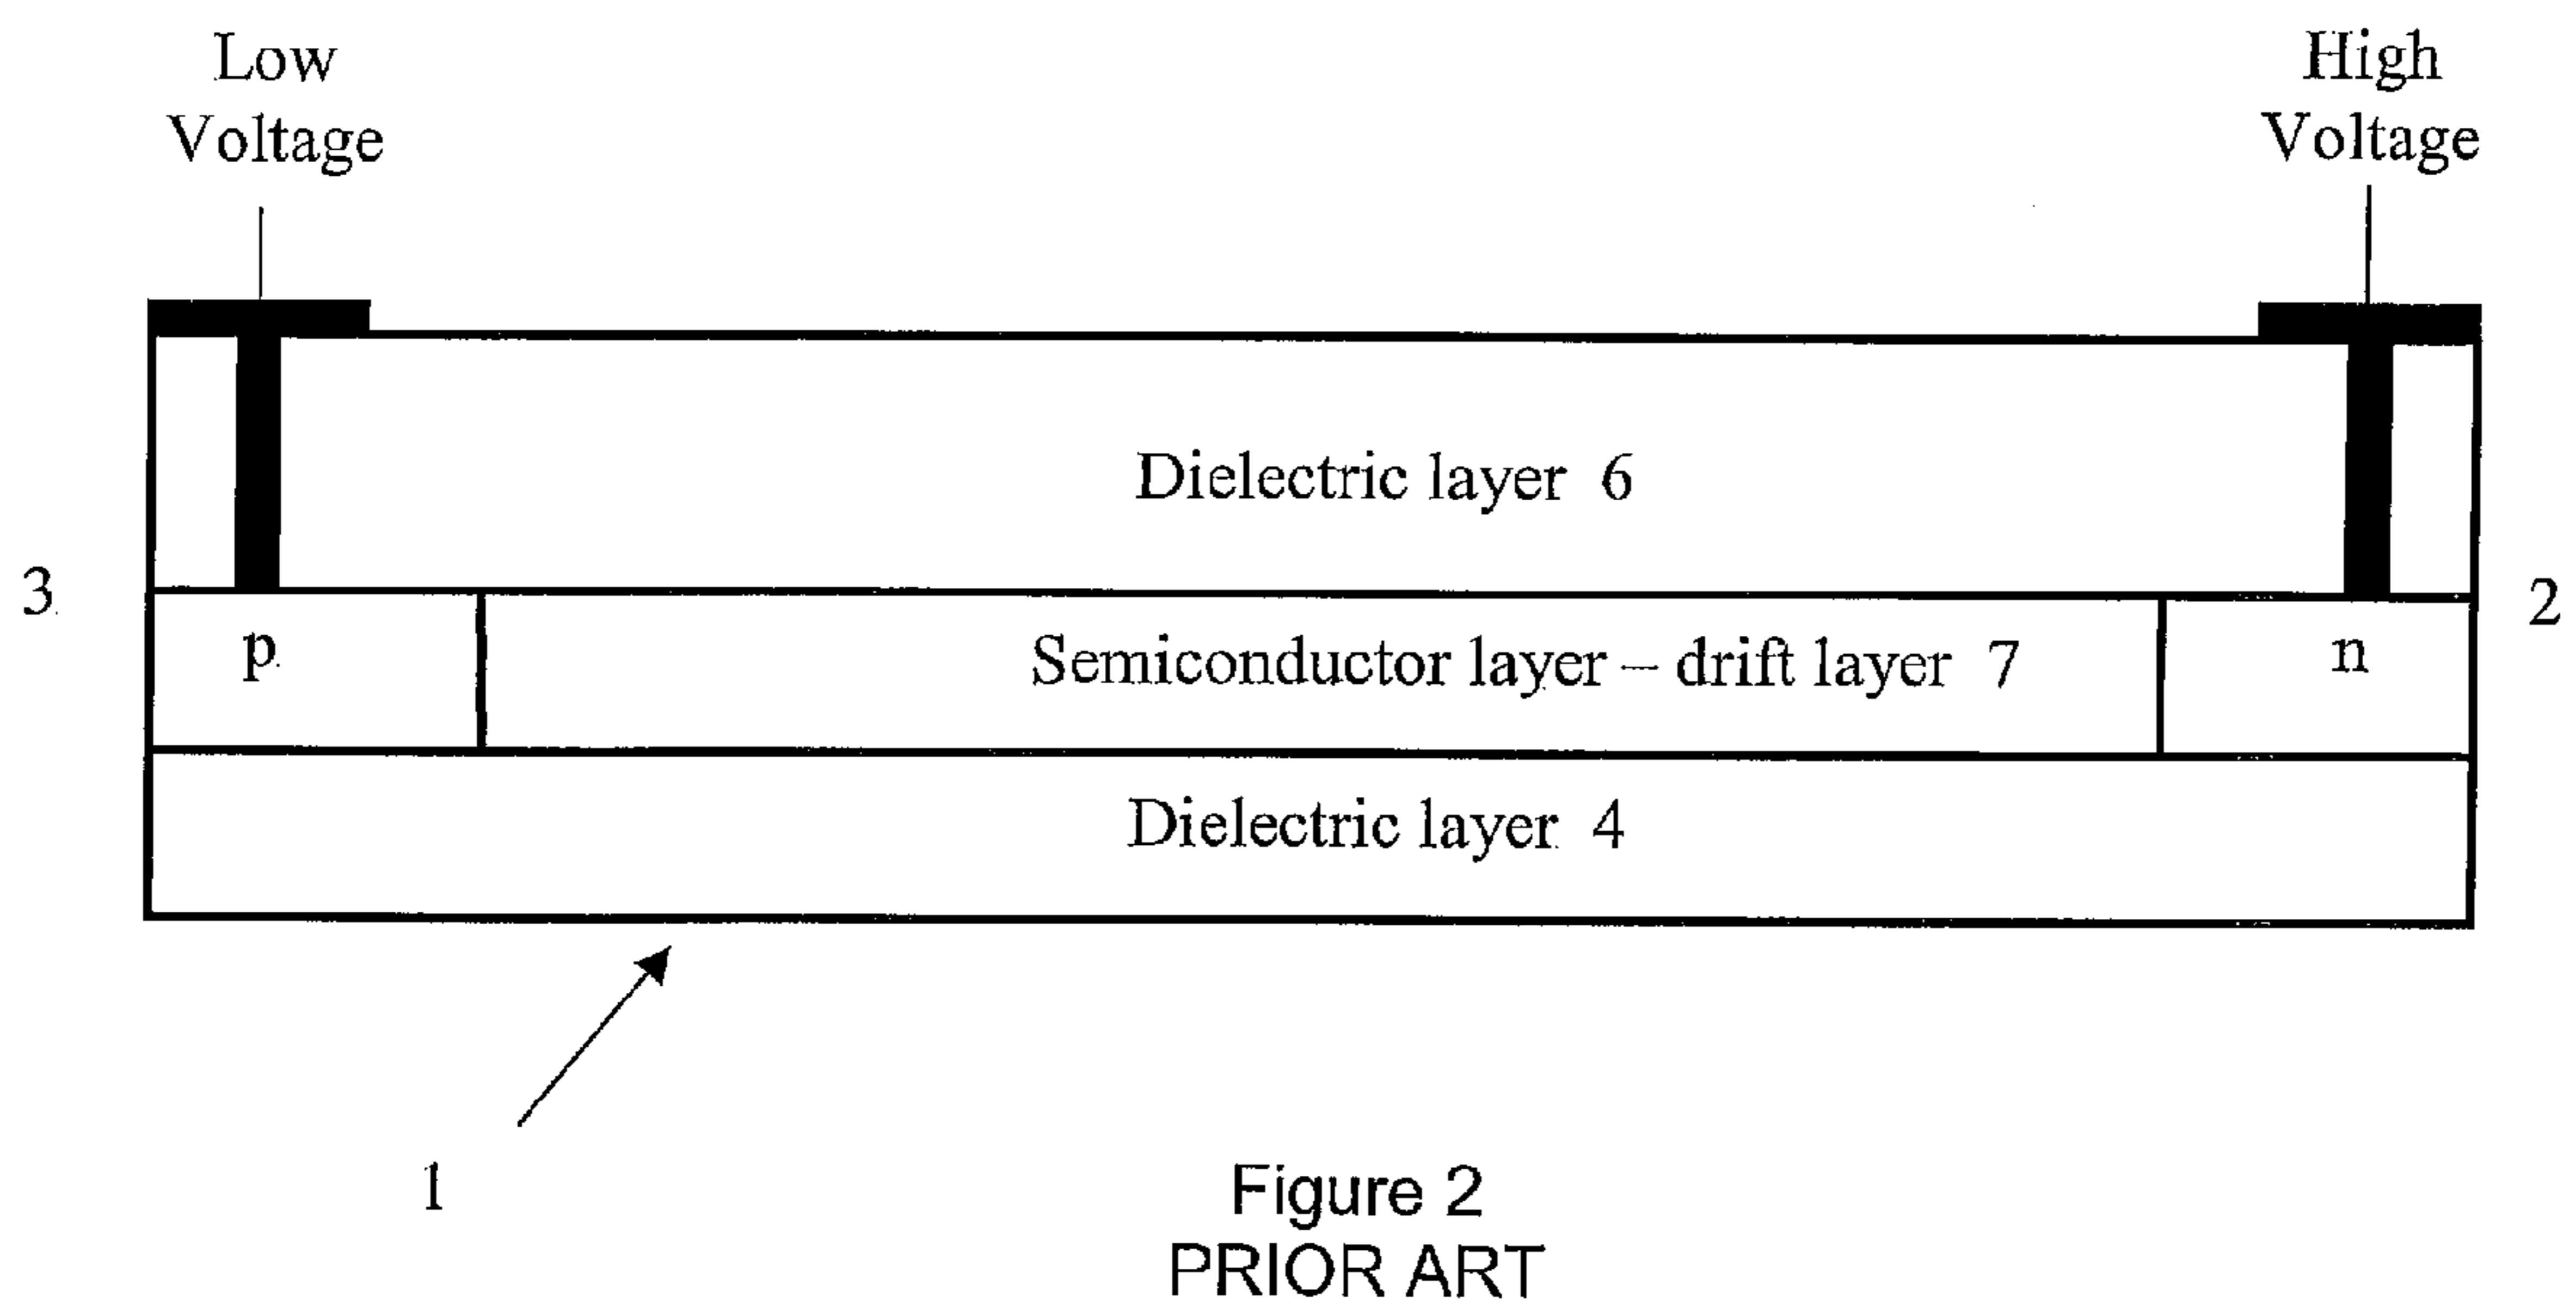 Low
Voltage
High
Voltage
Dielectric layer 6
3
2
p
Semiconductor layer – drift layer 7
n
Dielectric layer 4
1
Figure 2
PRIOR ART